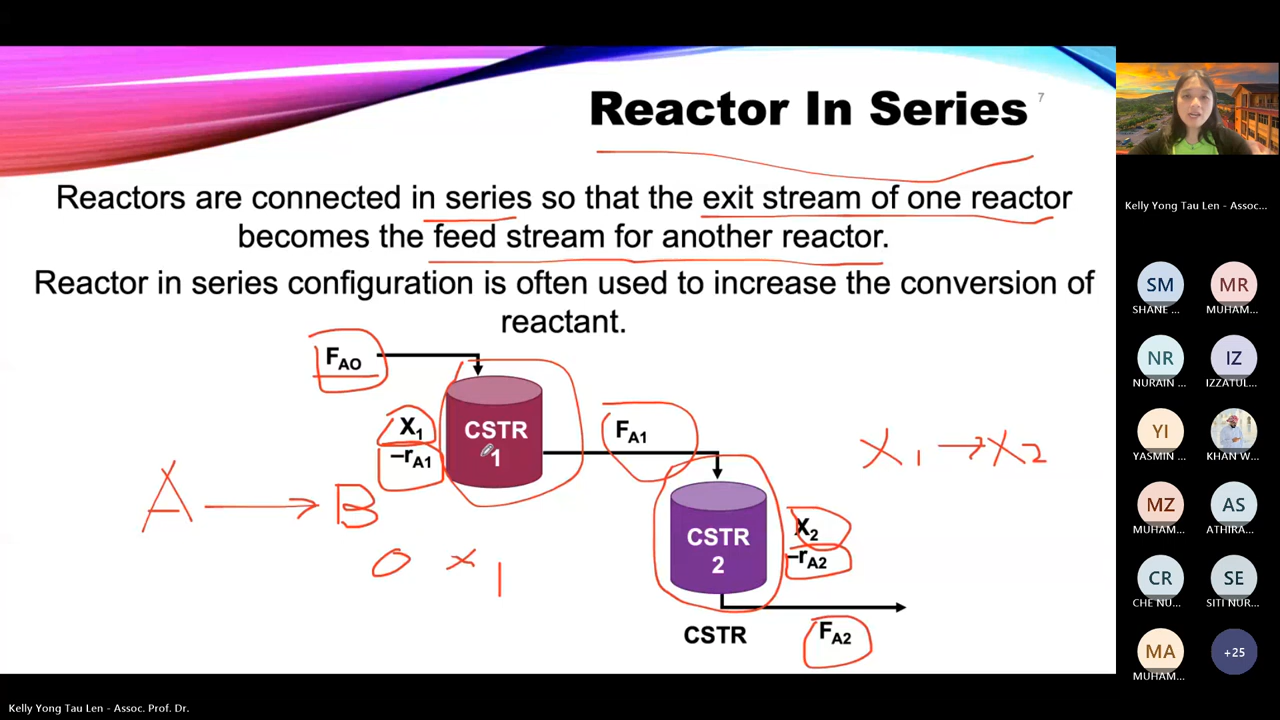 Reactor In Series
7
Reactors are connected in series so that the exit stream of one reactor
becomes the feed stream for another reactor.
Reactor in series configuration is often used to increase the conversion of
reactant.
FAO
X1
–rA1
CSTR
1
FA1
X1 → X2
A → B
0 x 1
CSTR
2
X2
–rA2
CSTR
FA2
Kelly Yong Tau Len - Assoc...
SM
SHANE ...
MR
MUHAM...
NR
NURAIN ...
IZ
IZZATUL...
YI
YASMIN ...
KHAN W...
MZ
MUHAM...
AS
ATHIRA...
CR
CHE NU...
SE
SITI NUR...
MA
MUHAM...
+25
Kelly Yong Tau Len - Assoc. Prof. Dr.